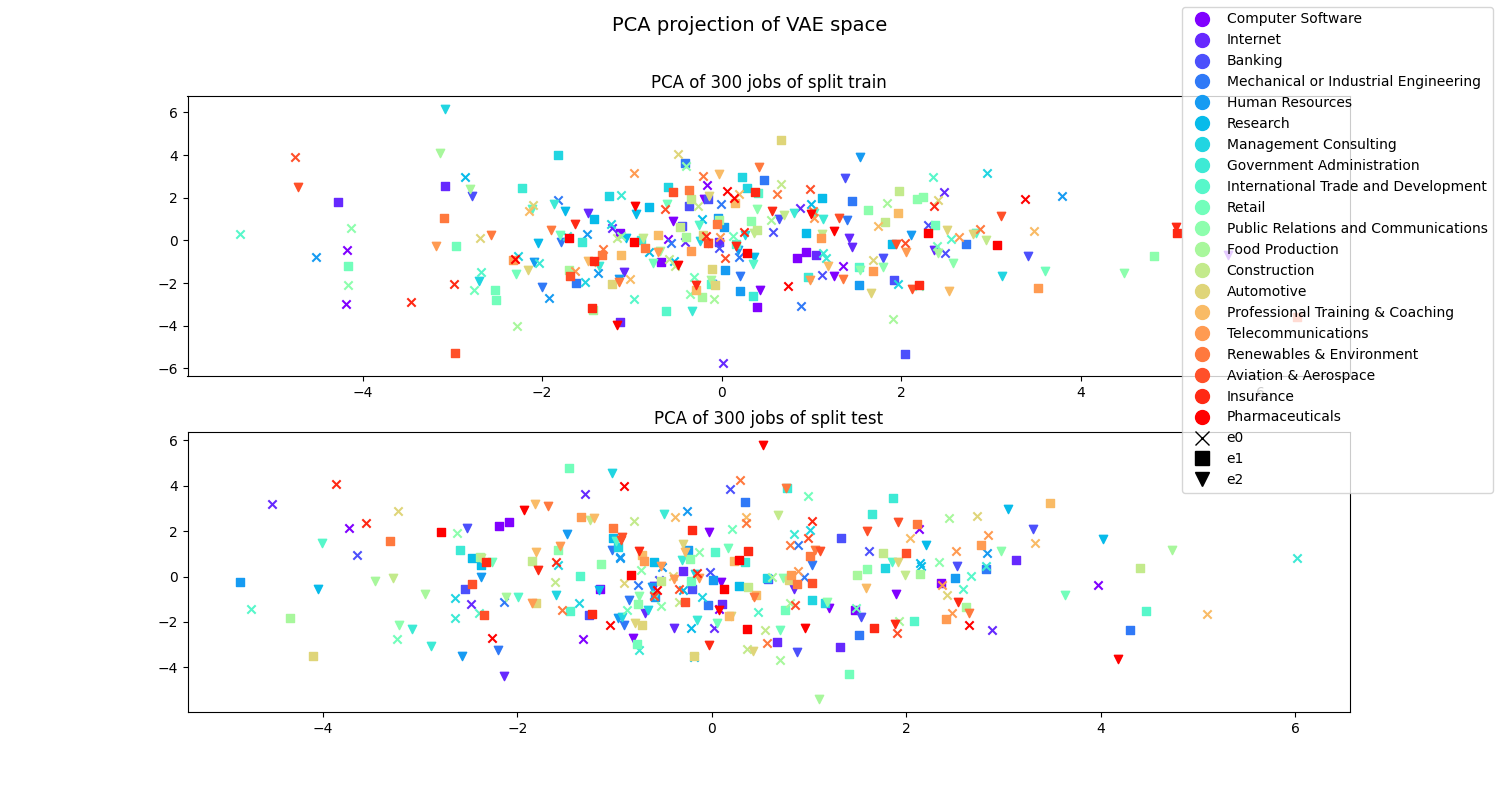 PCA projection of VAE space
PCA of 300 jobs of split train
6
4
2
0
−2
−4
−6
−4
−2
0
2
4
6
PCA of 300 jobs of split test
6
4
2
0
−2
−4
−4
−2
0
2
4
6
Computer Software
Internet
Banking
Mechanical or Industrial Engineering
Human Resources
Research
Management Consulting
Government Administration
International Trade and Development
Retail
Public Relations and Communications
Food Production
Construction
Automotive
Professional Training & Coaching
Telecommunications
Renewables & Environment
Aviation & Aerospace
Insurance
Pharmaceuticals
e0
e1
e2